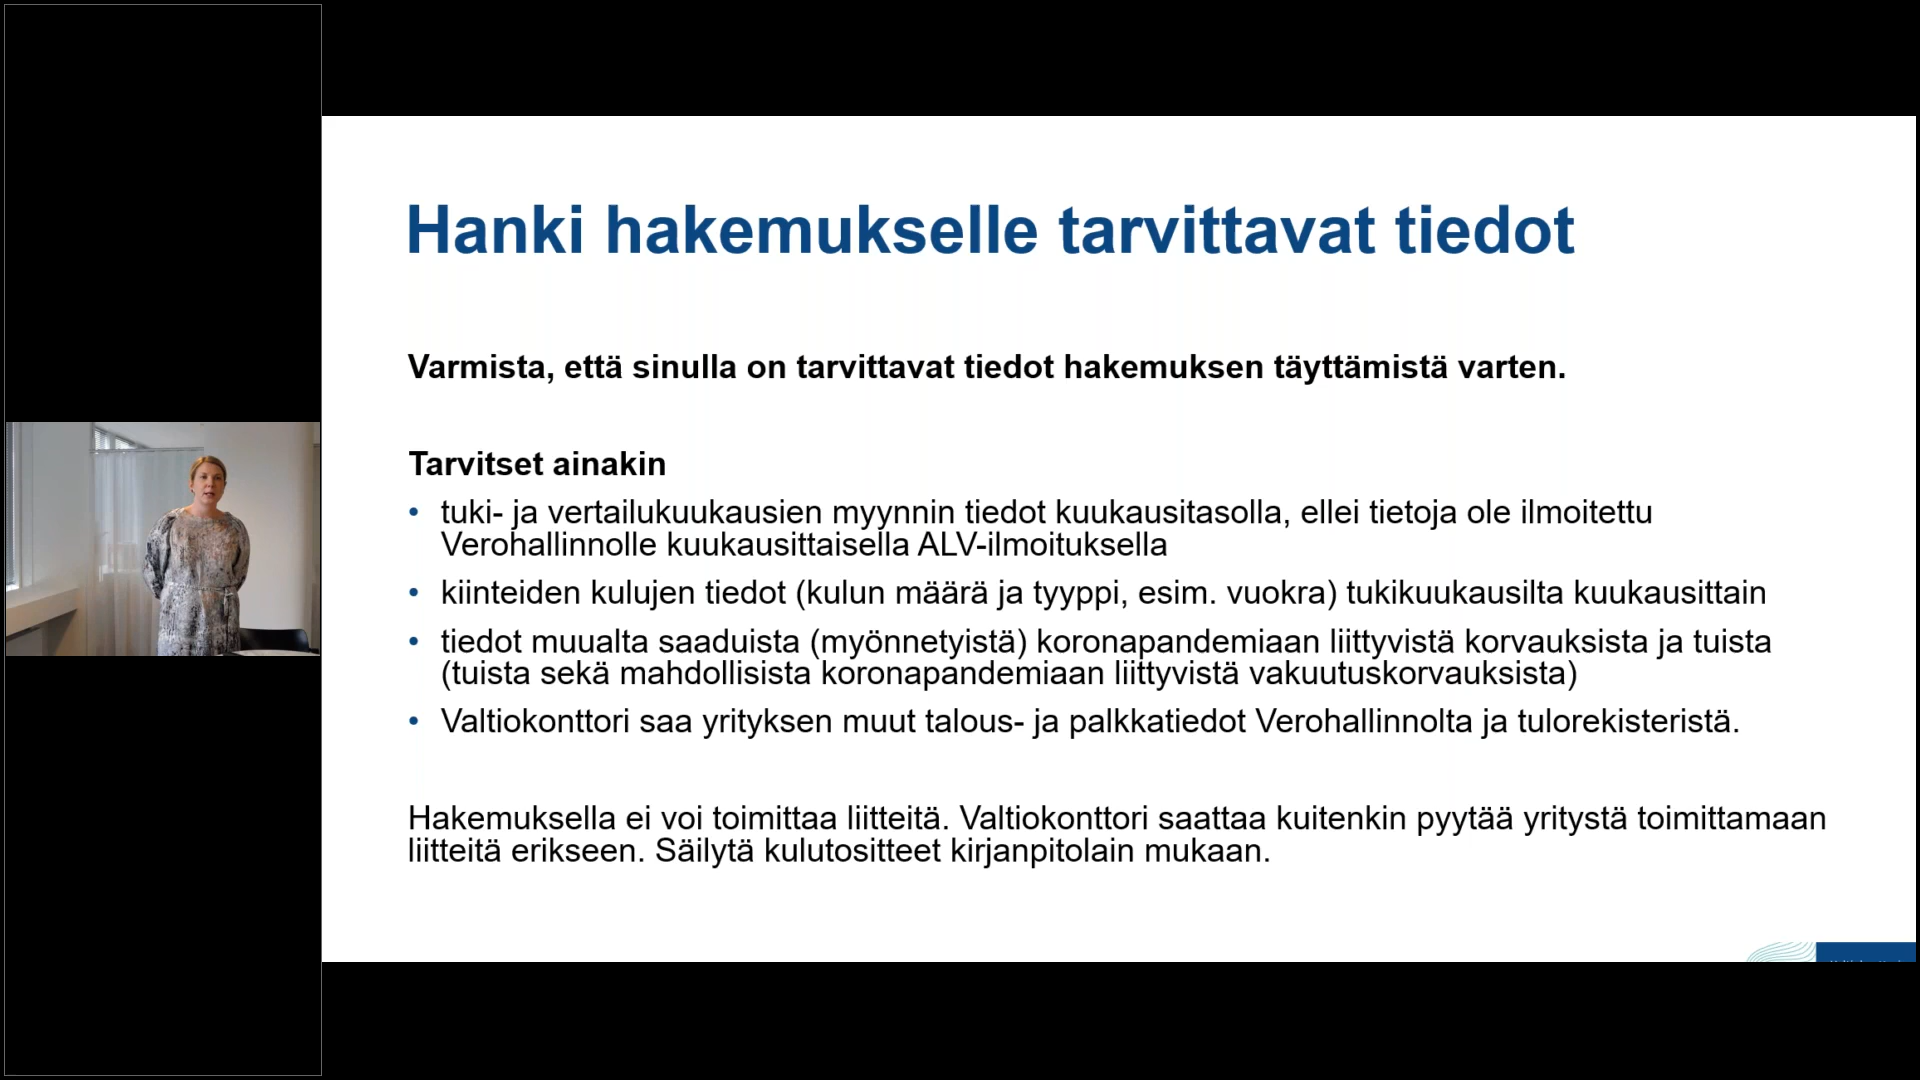 Hanki hakemukselle tarvittavat tiedot
Varmista, että sinulla on tarvittavat tiedot hakemuksen täyttämistä varten.
Tarvitset ainakin
• tuki- ja vertailukuukausien myynnin tiedot kuukausitasolla, ellei tietoja ole ilmoitettu
Verohallinnolle kuukausittaisella ALV-ilmoituksella
• kiinteiden kulujen tiedot (kulun määrä ja tyyppi, esim. vuokra) tukikuukausilta kuukausittain
• tiedot muualta saaduista (myönnetyistä) koronapandemiaan liittyvistä korvauksista ja tuista
(tuista sekä mahdollisista koronapandemiaan liittyvistä vakuutuskorvauksista)
• Valtiokonttori saa yrityksen muut talous- ja palkkatiedot Verohallinnolta ja tulorekisteristä.
Hakemuksella ei voi toimittaa liitteitä. Valtiokonttori saattaa kuitenkin pyytää yritystä toimittamaan
liitteitä erikseen. Säilytä kulutositteet kirjanpitolain mukaan.